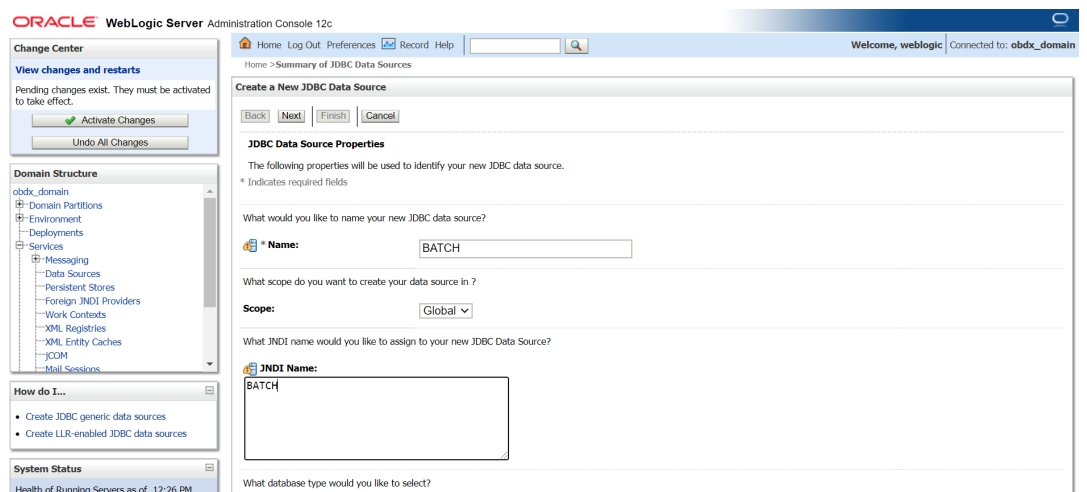 ORACLE® WebLogic Server Administration Console 12c
Change Center
View changes and restarts
Pending changes exist. They must be activated
to take effect.
Activate Changes
Undo All Changes
Domain Structure
obdx_domain
Domain Partitions
Environment
Deployments
Services
Messaging
Data Sources
Persistent Stores
Foreign JNDI Providers
Work Contexts
XML Registries
XML Entity Caches
jCOM
Mail Sessions
How do I...
Create JDBC generic data sources
Create LLR-enabled JDBC data sources
System Status
Health of Running Servers as of 12:26 PM
Home Log Out Preferences Record Help
Welcome, weblogic Connected to: obdx_domain
Home >Summary of JDBC Data Sources
Create a New JDBC Data Source
Back Next Finish Cancel
JDBC Data Source Properties
The following properties will be used to identify your new JDBC data source.
* Indicates required fields
What would you like to name your new JDBC data source?
* Name: BATCH
What scope do you want to create your data source in ?
Scope: Global
What JNDI name would you like to assign to your new JDBC Data Source?
JNDI Name:
BATCH
What database type would you like to select?